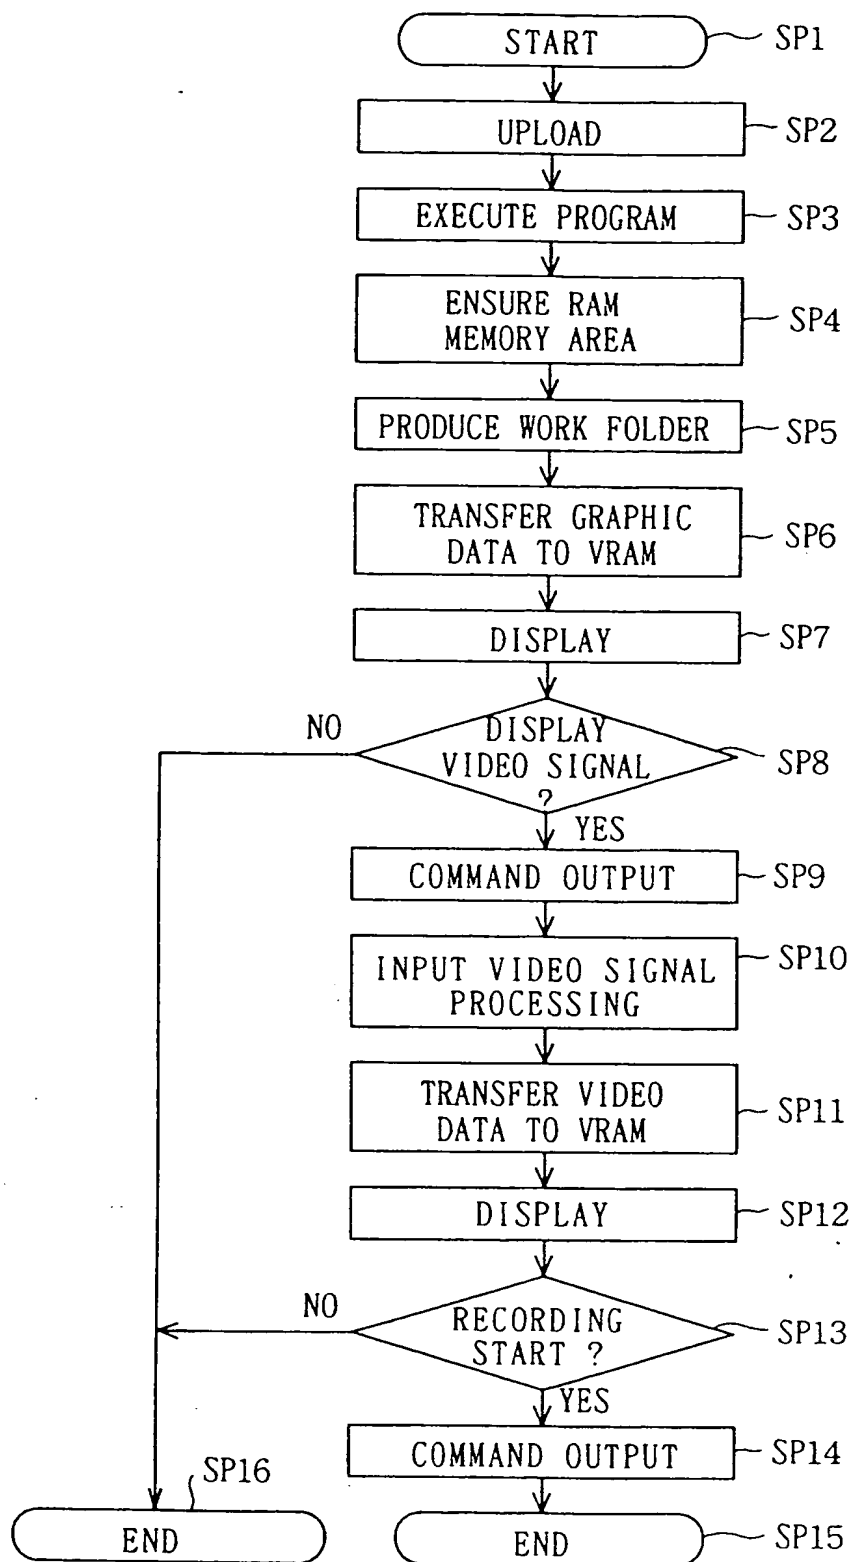 START
SP1
UPLOAD
SP2
EXECUTE PROGRAM
SP3
ENSURE RAM
MEMORY AREA
SP4
PRODUCE WORK FOLDER
SP5
TRANSFER GRAPHIC
DATA TO VRAM
SP6
DISPLAY
SP7
NO
DISPLAY
VIDEO SIGNAL
?
SP8
YES
COMMAND OUTPUT
SP9
INPUT VIDEO SIGNAL
PROCESSING
SP10
TRANSFER VIDEO
DATA TO VRAM
SP11
DISPLAY
SP12
NO
RECORDING
START ?
SP13
YES
COMMAND OUTPUT
SP14
SP16
END
END
SP15